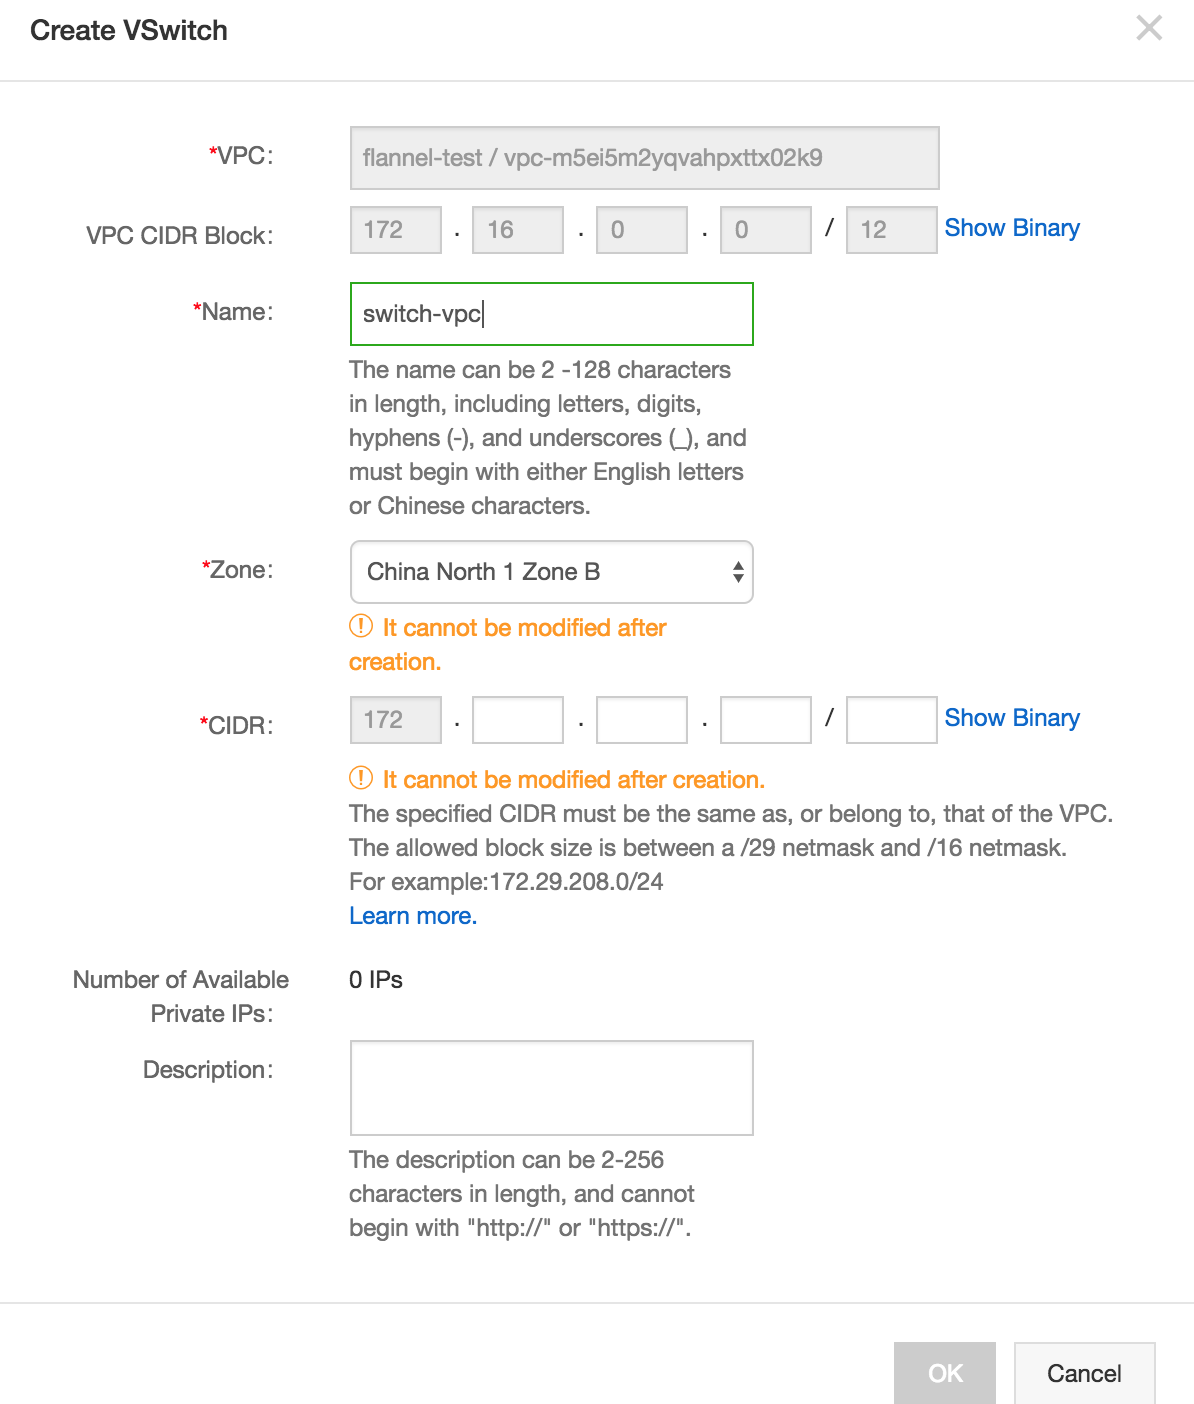 Create VSwitch
*VPC: flannel-test / vpc-m5ei5m2yqvahpxttx02k9
VPC CIDR Block: 172 . 16 . 0 . 0 / 12 Show Binary
*Name: switch-vpc
The name can be 2 -128 characters
in length, including letters, digits,
hyphens (-), and underscores (_), and
must begin with either English letters
or Chinese characters.
*Zone: China North 1 Zone B
It cannot be modified after
creation.
*CIDR: 172 . . . / Show Binary
It cannot be modified after creation.
The specified CIDR must be the same as, or belong to, that of the VPC.
The allowed block size is between a /29 netmask and /16 netmask.
For example:172.29.208.0/24
Learn more.
Number of Available 0 IPs
Private IPs:
Description:
The description can be 2-256
characters in length, and cannot
begin with "http://" or "https://".
OK Cancel